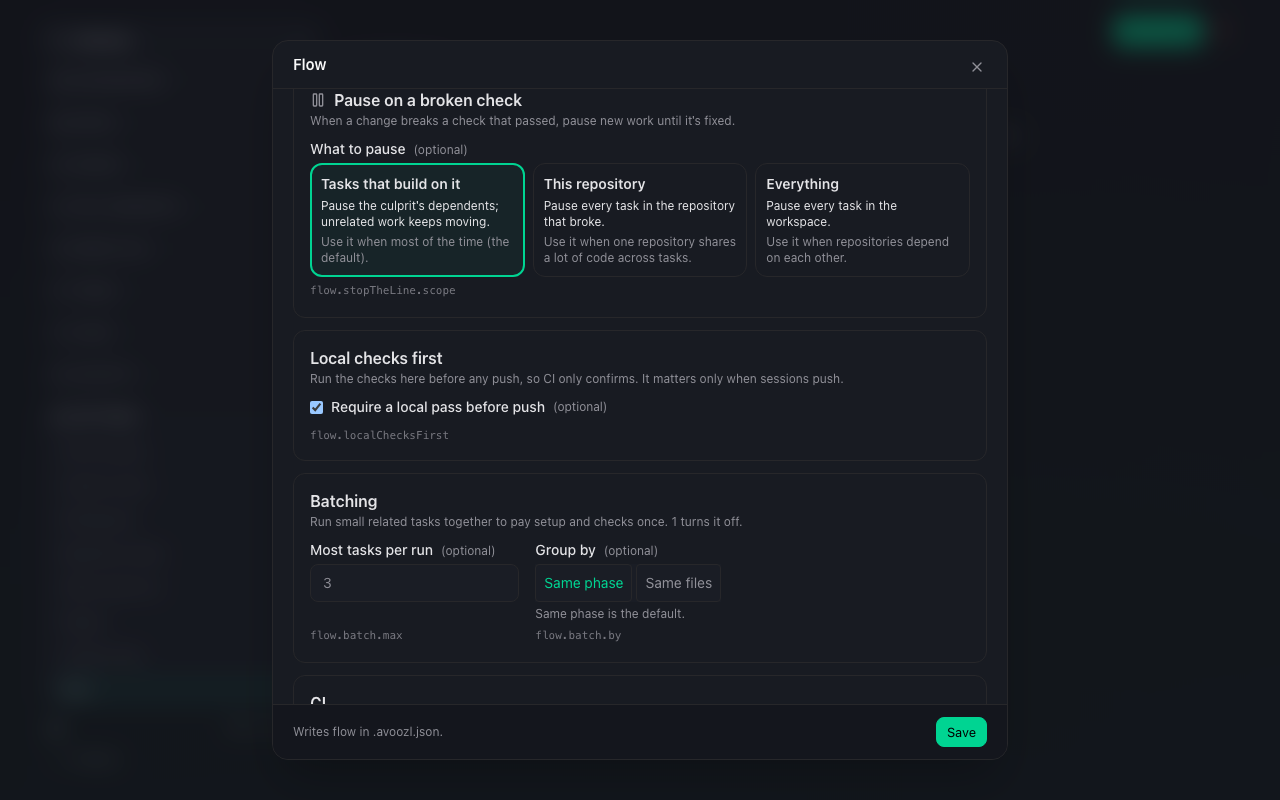 Flow
Pause on a broken check
When a change breaks a check that passed, pause new work until it's fixed.
What to pause (optional)
Tasks that build on it
Pause the culprit's dependents;
unrelated work keeps moving.
Use it when most of the time (the
default).
This repository
Pause every task in the repository
that broke.
Use it when one repository shares
a lot of code across tasks.
Everything
Pause every task in the
workspace.
Use it when repositories depend
on each other.
flow.stopTheLine.scope
Local checks first
Run the checks here before any push, so CI only confirms. It matters only when sessions push.
Require a local pass before push (optional)
flow.localChecksFirst
Batching
Run small related tasks together to pay setup and checks once. 1 turns it off.
Most tasks per run (optional)
3
flow.batch.max
Group by (optional)
Same phase Same files
Same phase is the default.
flow.batch.by
CI
Writes flow in .avoozl.json.
Save